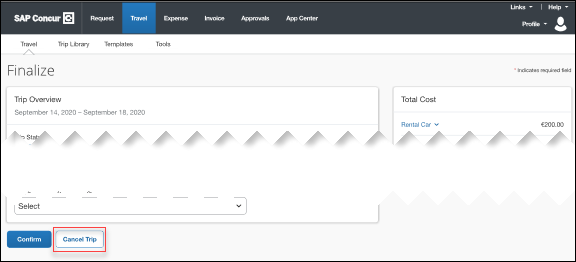 Links Help
SAP Concur C Request Travel Expense Invoice Approvals App Center
Profile
Travel Trip Library Templates Tools
Finalize
* Indicates required field
Trip Overview
September 14, 2020 – September 18, 2020
Total Cost
Rental Car €200.00
Select
Confirm Cancel Trip